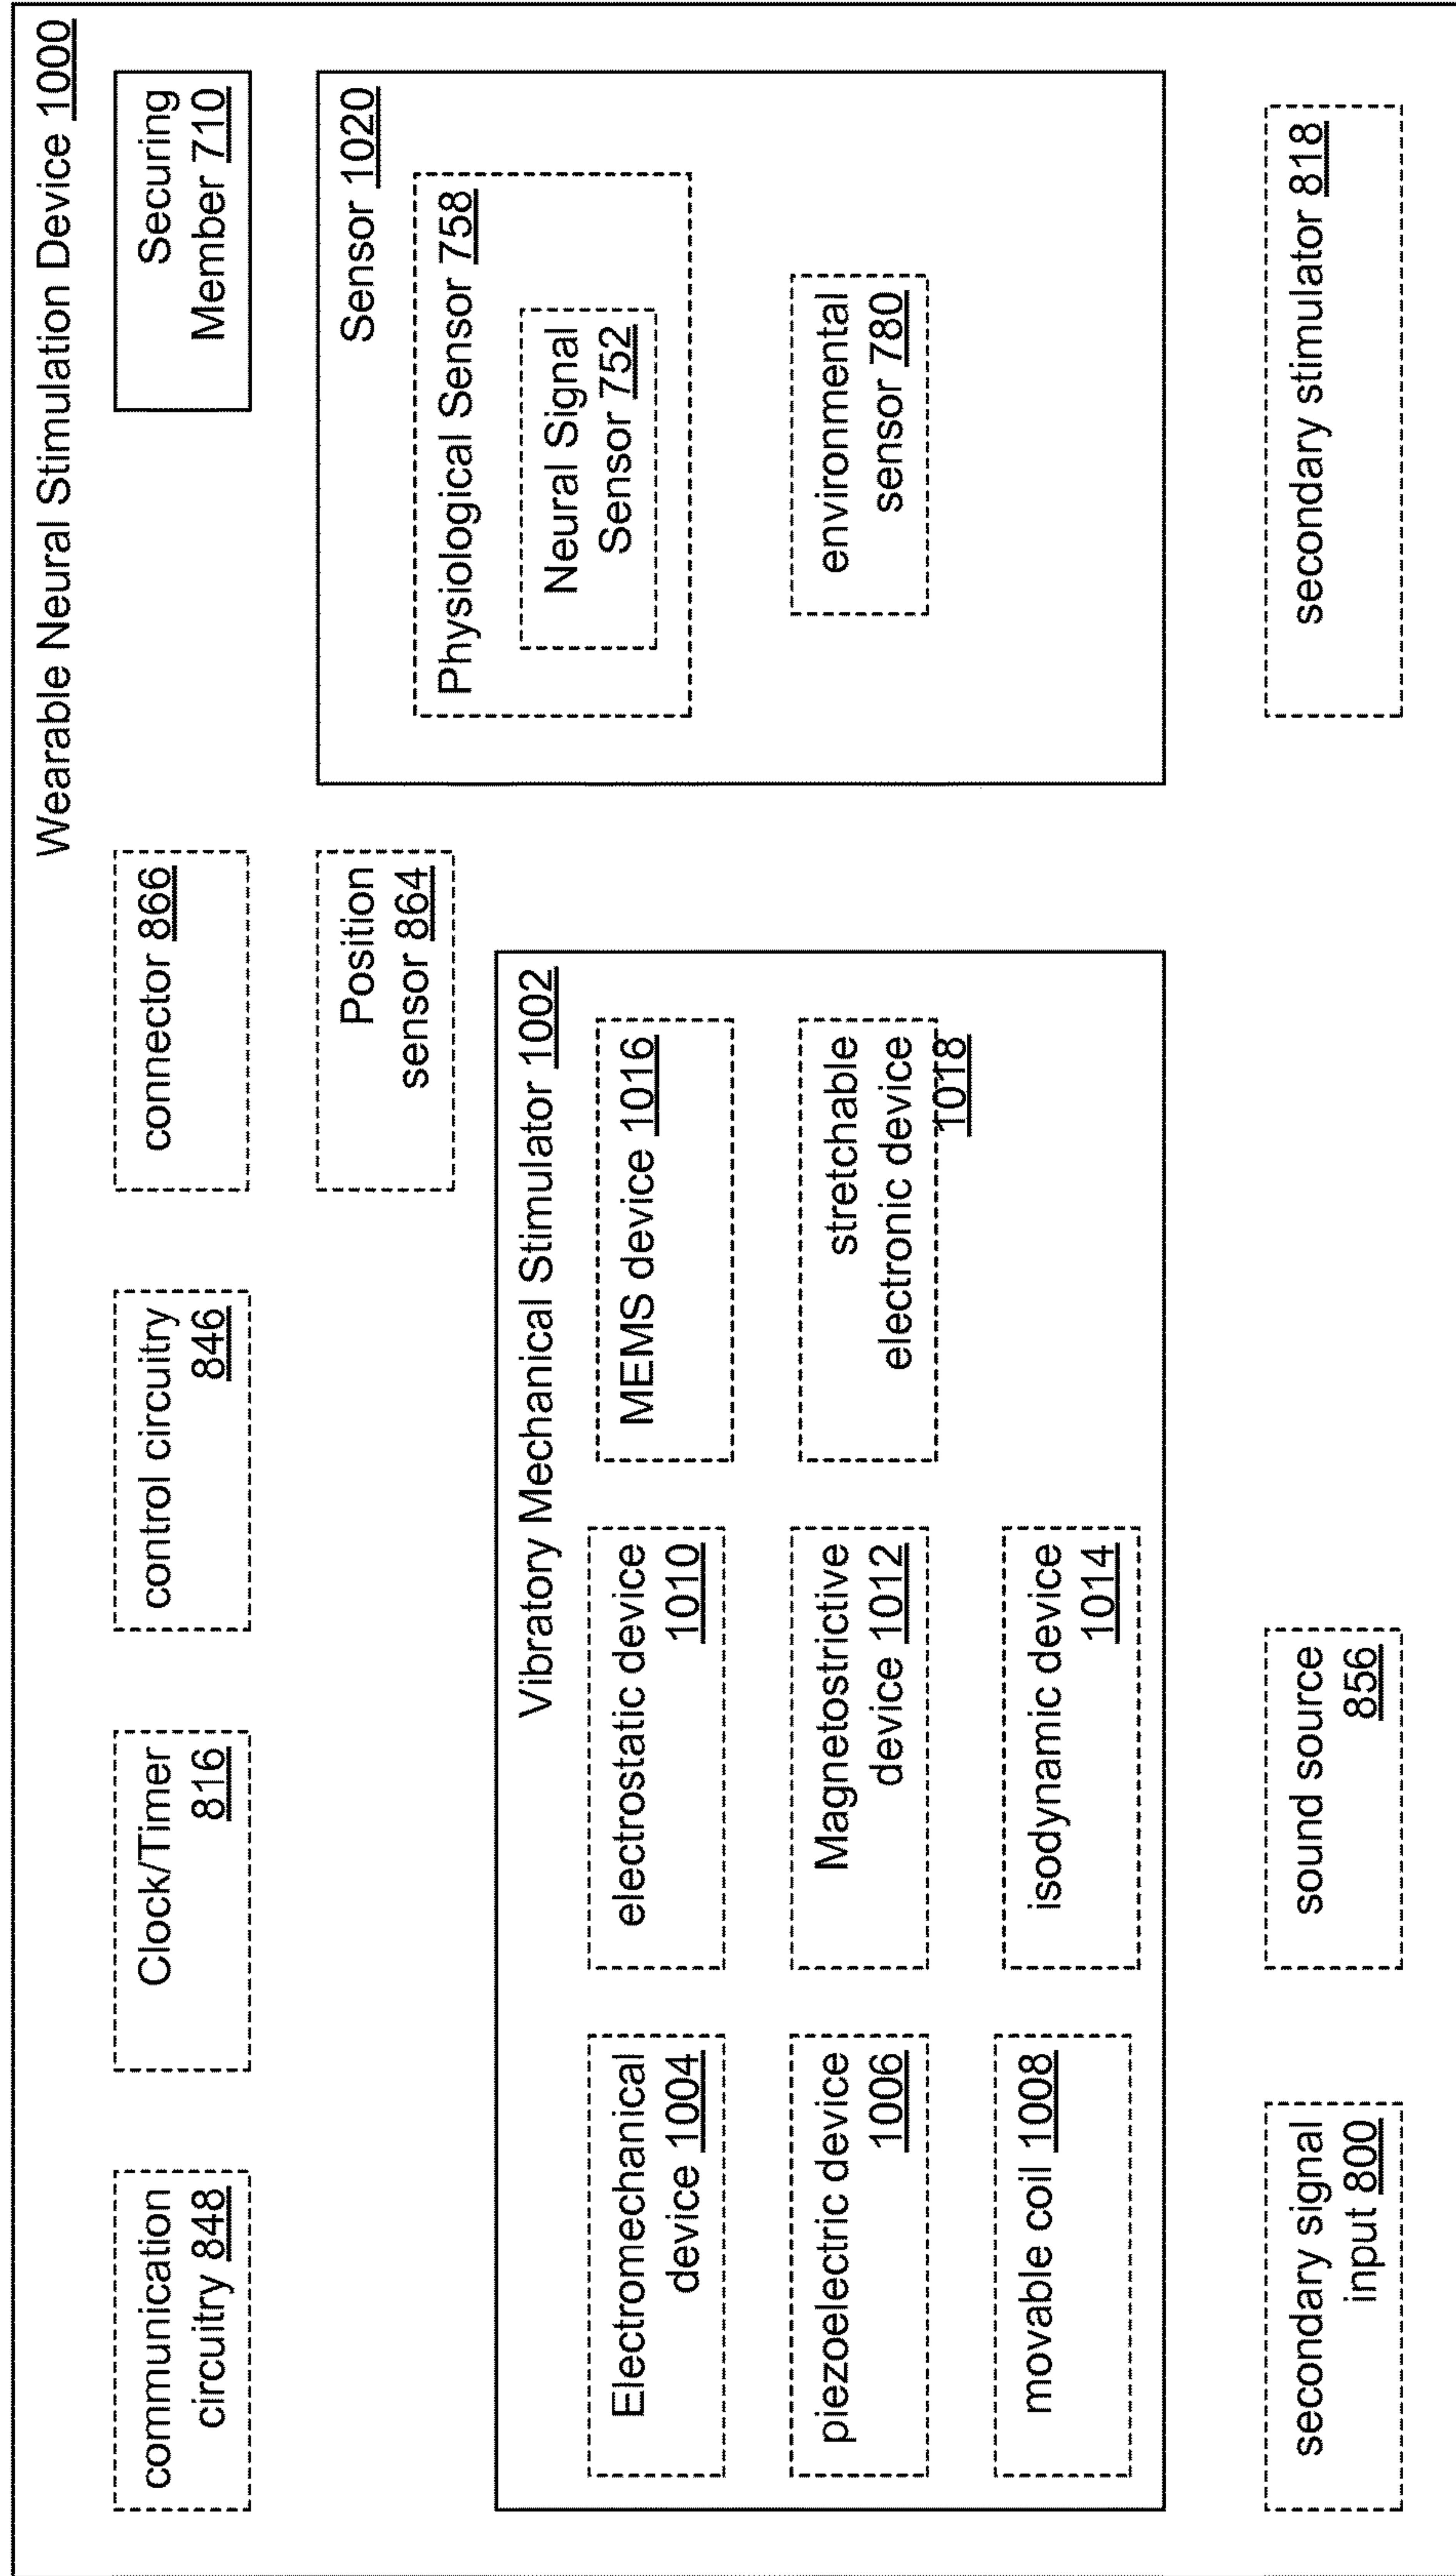 Wearable Neural Stimulation Device 1000
communication
circuitry 848
Clock/Timer
816
control circuitry
846
connector 866
Securing
Member 710
Position
sensor 864
Sensor 1020
Physiological Sensor 758
Neural Signal
Sensor 752
environmental
sensor 780
Vibratory Mechanical Stimulator 1002
Electromechanical
device 1004
electrostatic device
1010
MEMS device 1016
piezoelectric device
1006
Magnetostrictive
device 1012
stretchable
electronic device
1018
movable coil 1008
isodynamic device
1014
secondary signal
input 800
sound source
856
secondary stimulator 818